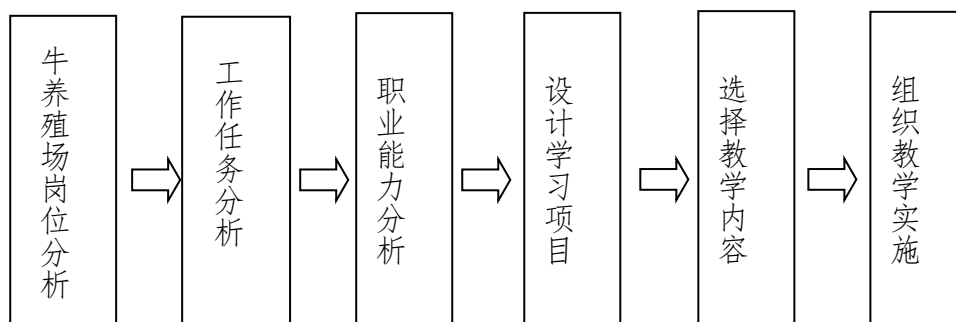 牛养殖场岗位分析
工作任务分析
职业能力分析
设计学习项目
选择教学内容
组织教学实施